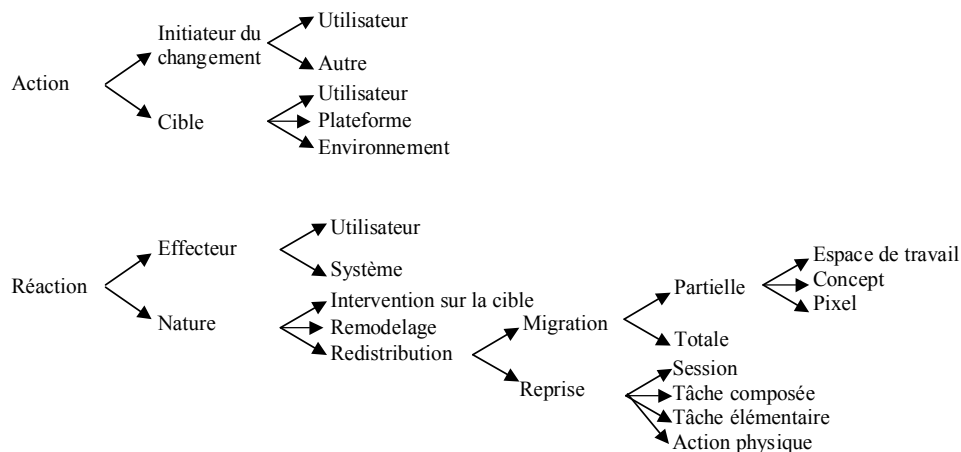 Utilisateur
Initiateur du
changement
Autre
Action
Utilisateur
Cible
Plateforme
Environnement
Utilisateur
Effecteur
Système
Réaction
Intervention sur la cible
Nature
Remodelage
Redistribution
Migration
Partielle
Espace de travail
Concept
Pixel
Totale
Reprise
Session
Tâche composée
Tâche élémentaire
Action physique